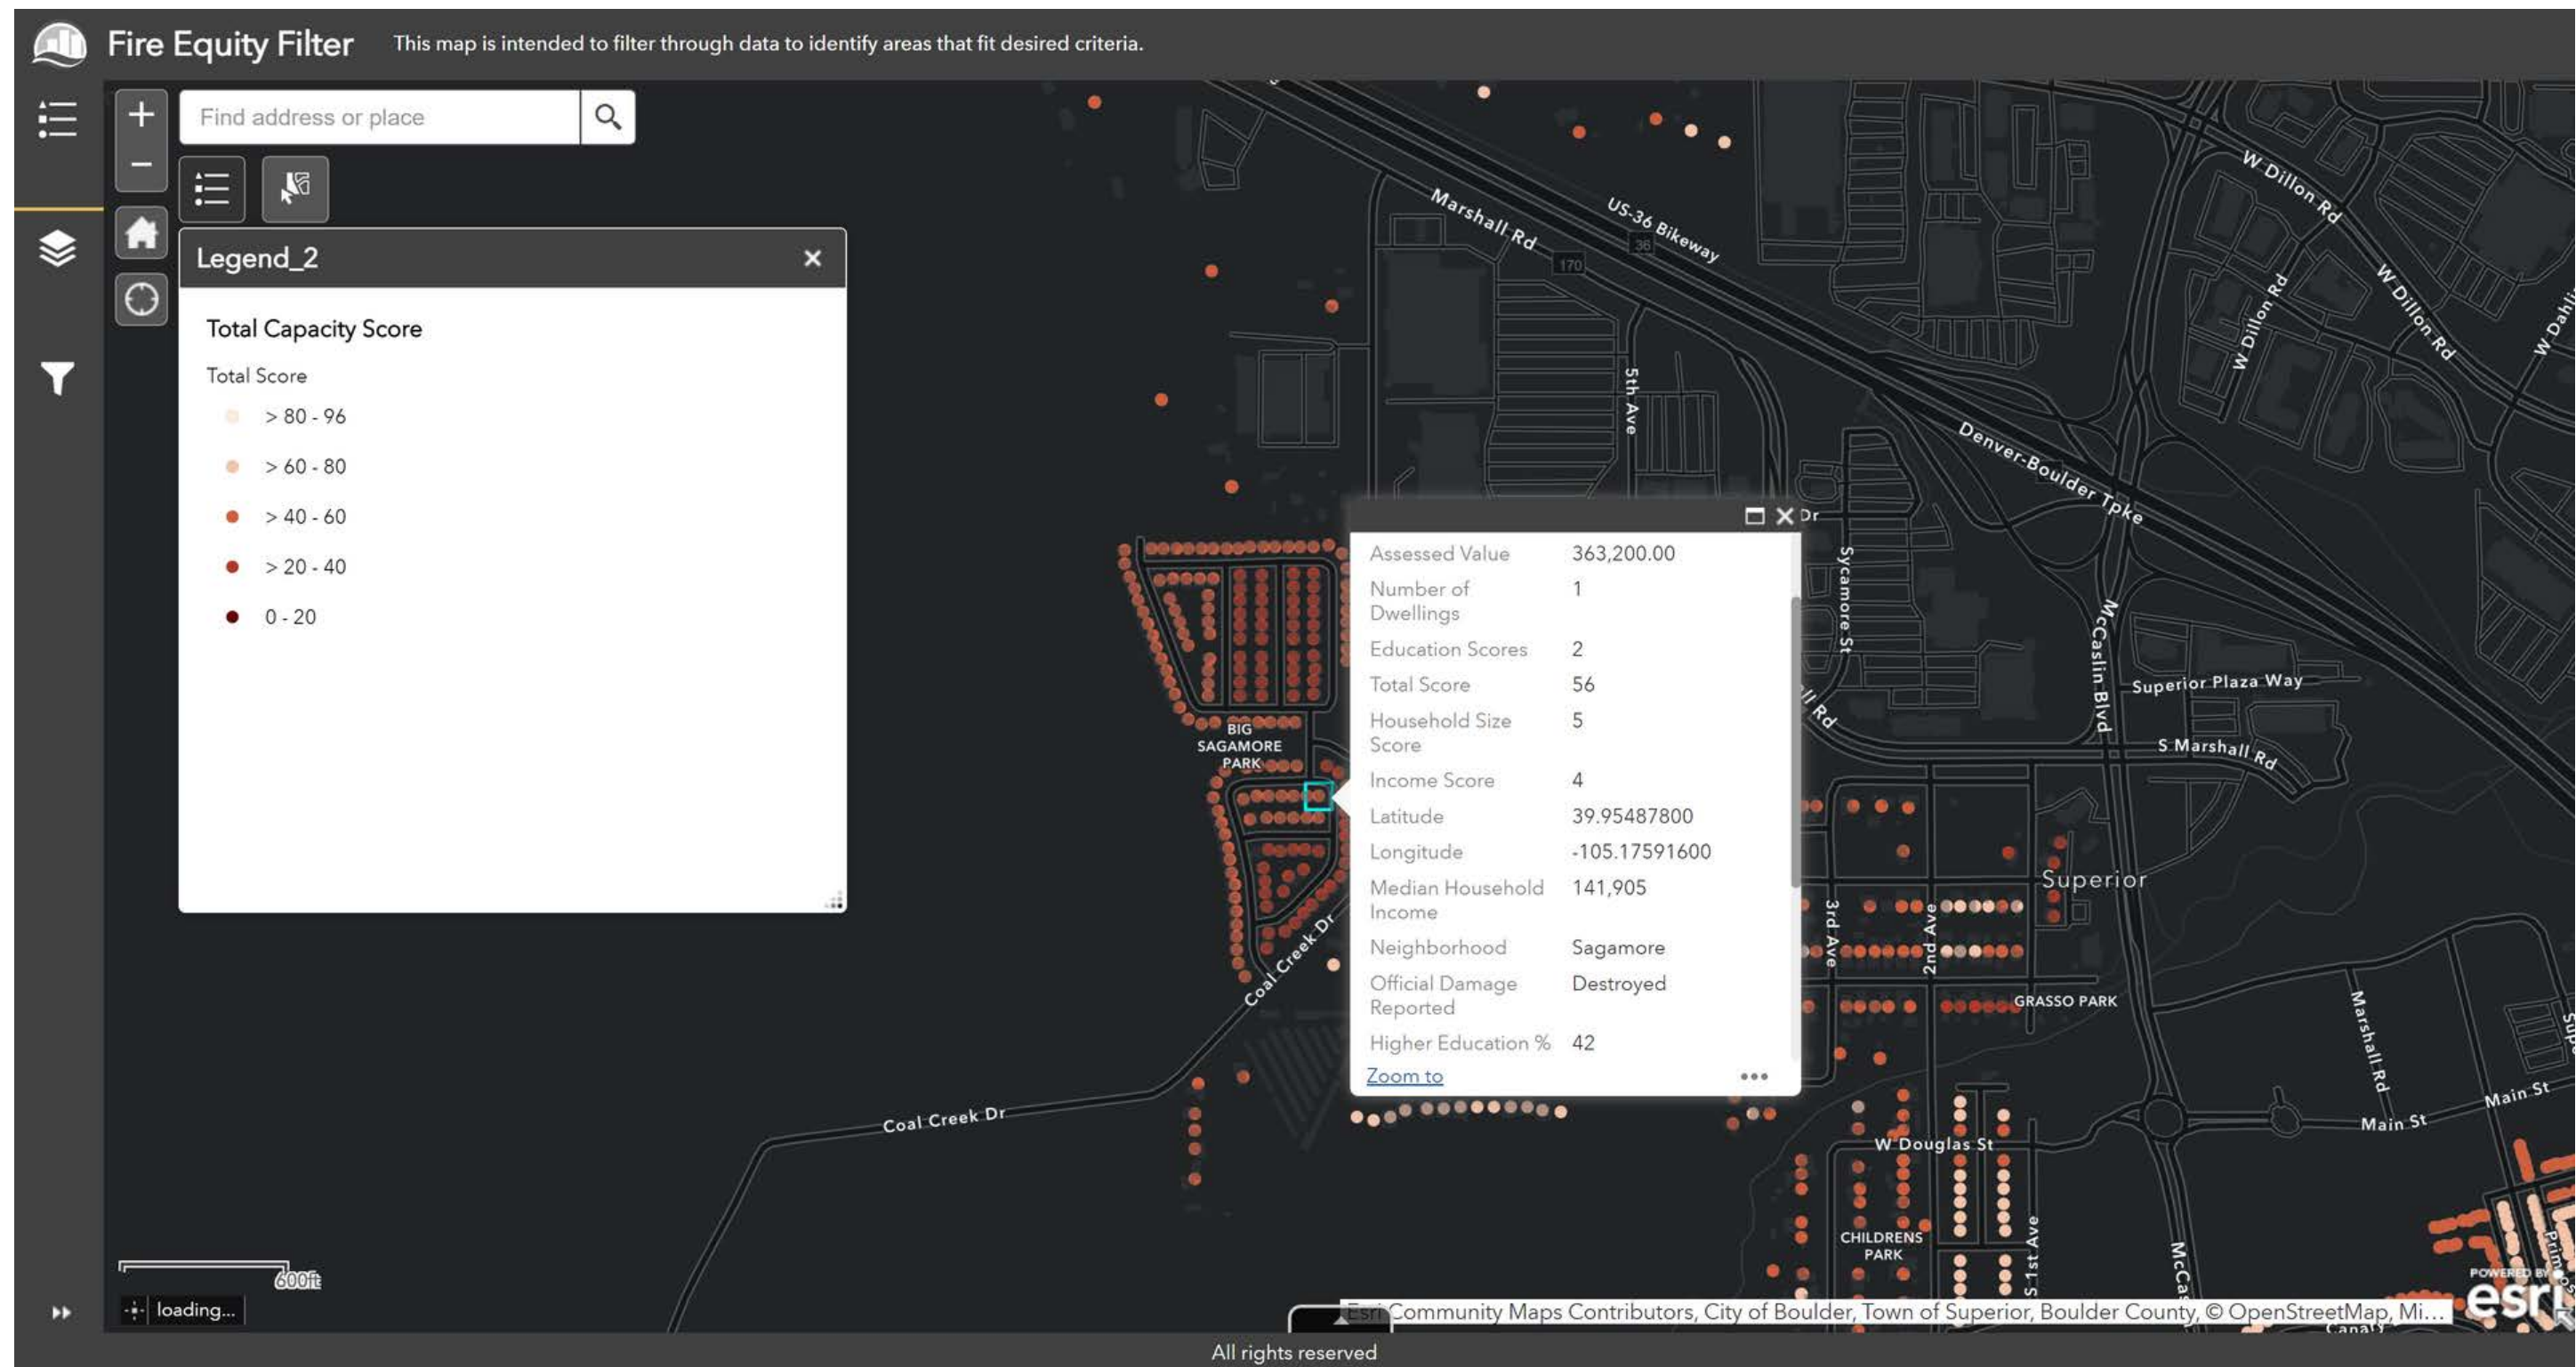 Fire Equity Filter This map is intended to filter through data to identify areas that fit desired criteria.
Find address or place
Legend_2
Total Capacity Score
Total Score
> 80 - 96
> 60 - 80
> 40 - 60
> 20 - 40
0 - 20
Marshall Rd
US-36 Bikeway
36
170
W Dillon Rd
W Dillon Rd
W Dillon Rd
5th Ave
Denver-Boulder Tpke
Dr
Sycamore St
McCaslin Blvd
Superior Plaza Way
S Marshall Rd
ll Rd
BIG
SAGAMORE
PARK
Assessed Value 363,200.00
Number of 1
Dwellings
Education Scores 2
Total Score 56
Household Size 5
Score
Income Score 4
Latitude 39.95487800
Longitude -105.17591600
Median Household 141,905
Income
Neighborhood Sagamore
Official Damage Destroyed
Reported
Higher Education % 42
Zoom to
Superior
3rd Ave
2nd Ave
GRASSO PARK
Coal Creek Dr
Coal Creek Dr
Marshall Rd
Main St
Main St
W Douglas St
CHILDRENS
PARK
S 1st Ave
600ft
loading...
POWERED BY
esri
Esri Community Maps Contributors, City of Boulder, Town of Superior, Boulder County, © OpenStreetMap, Mi...
All rights reserved